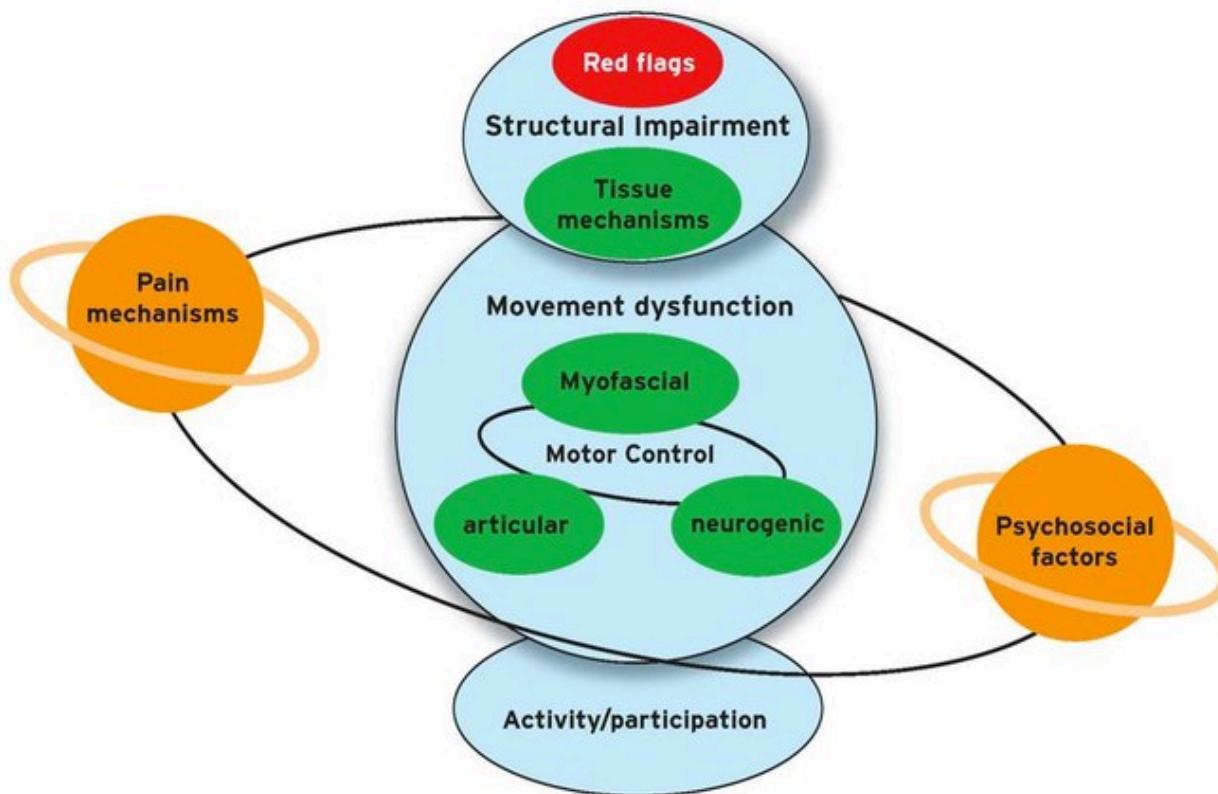 Red flags
Structural Impairment
Tissue
mechanisms
Pain
mechanisms
Movement dysfunction
Myofascial
Motor Control
articular
neurogenic
Psychosocial
factors
Activity/participation